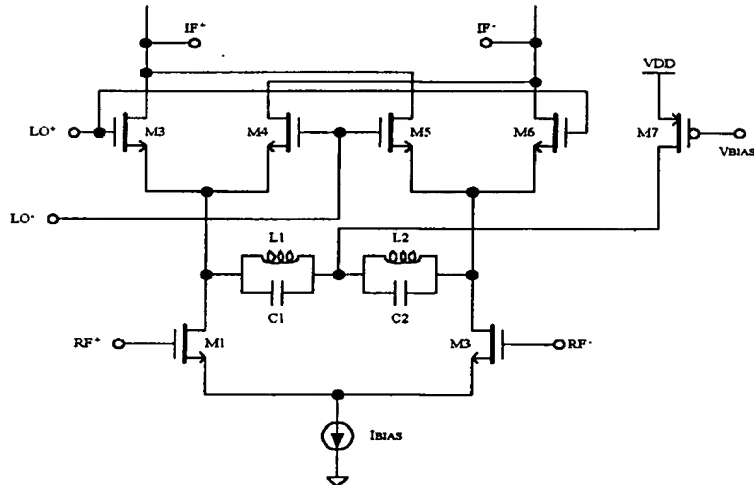 IF+ IF-
VDD
LO+ M3 M4 M5 M6 M7
VBIAS
LO-
L1 L2
C1 C2
RF+ M1 M3 RF-
IBIAS